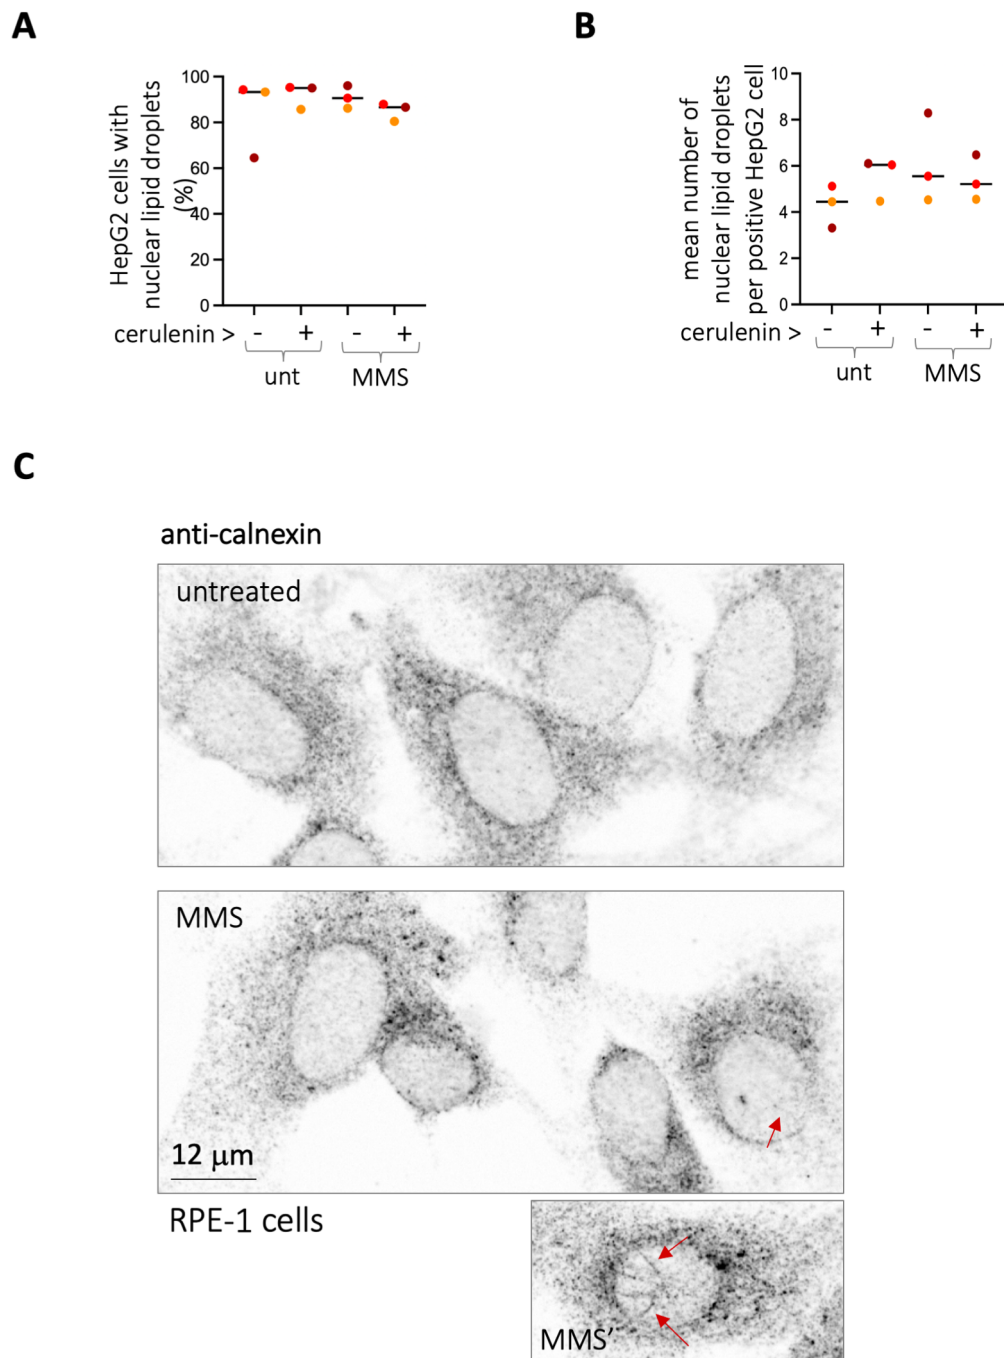 A
HepG2 cells with
nuclear lipid droplets
(%)
100
80
60
40
20
0
cerulenin > - + - +
unt MMS
B
mean number of
nuclear lipid droplets
per positive HepG2 cell
10
8
6
4
2
0
cerulenin > - + - +
unt MMS
C
anti-calnexin
untreated
MMS
12 μm
RPE-1 cells
MMS’